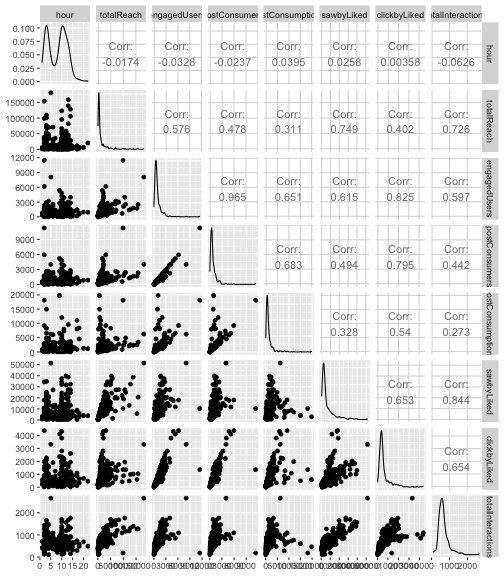 hour totalReach engagedUsers ostConsumer stConsumptio sawbyLiked clickbyLiked talInteraction
0.100
0.075
0.050
0.025
0.000
Corr:
-0.0174
Corr:
-0.0328
Corr:
-0.0237
Corr:
0.0395
Corr:
0.0258
Corr:
0.00358
Corr:
-0.0626
hour
150000
100000
50000
0
Corr:
0.576
Corr:
0.478
Corr:
0.311
Corr:
0.749
Corr:
0.402
Corr:
0.726
totalReach
12000
9000
6000
3000
0
Corr:
0.965
Corr:
0.651
Corr:
0.615
Corr:
0.825
Corr:
0.597
engagedUsers
9000
6000
3000
0
Corr:
0.683
Corr:
0.494
Corr:
0.795
Corr:
0.442
postConsumers
20000
15000
10000
5000
0
Corr:
0.328
Corr:
0.54
Corr:
0.273
ostConsumption
50000
40000
30000
20000
10000
0
Corr:
0.653
Corr:
0.844
sawbyLiked
4000
3000
2000
1000
0
Corr:
0.654
clickbyLiked
2000
1000
0
totalInteractions
0 5 10 15 20